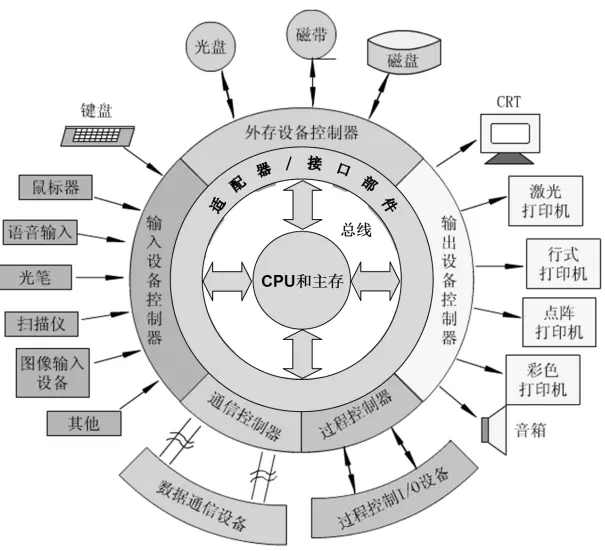 光盘
磁带
磁盘
键盘
CRT
外存设备控制器
适配器/接口部件
鼠标器
语音输入
光笔
扫描仪
图像输入
设备
其他
输入设备控制器
总线
CPU和主存
输出设备控制器
激光
打印机
行式
打印机
点阵
打印机
彩色
打印机
音箱
通信控制器
过程控制器
数据通信设备
过程控制I/O设备